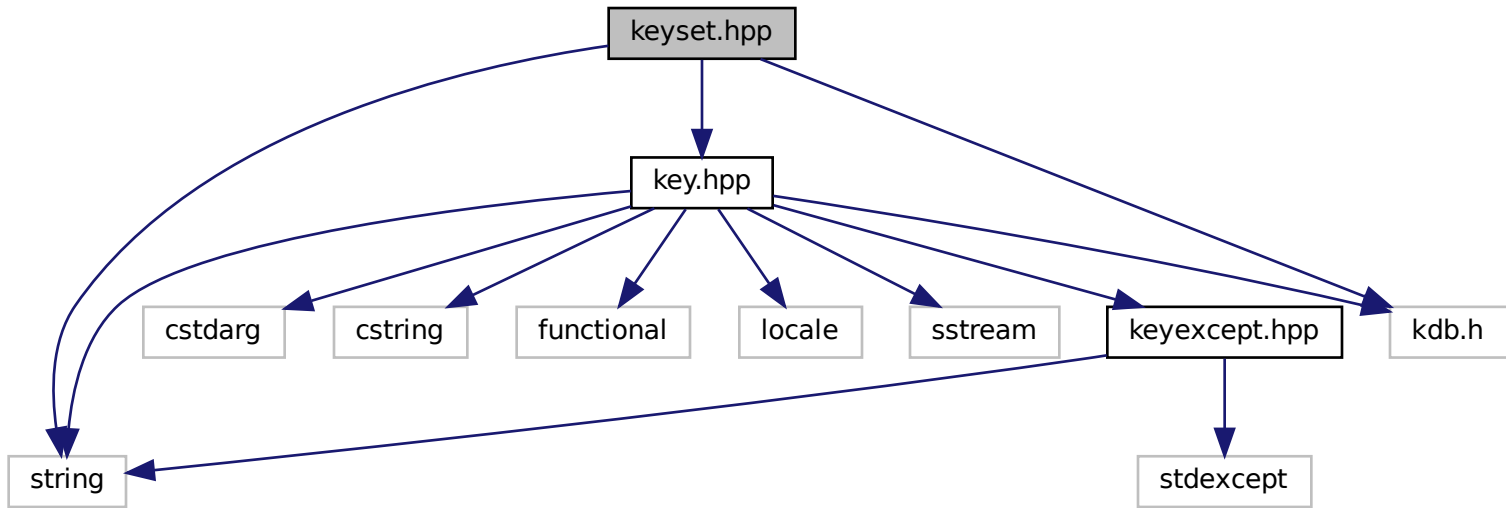 keyset.hpp
key.hpp
cstdarg
cstring
functional
locale
sstream
keyexcept.hpp
kdb.h
string
stdexcept